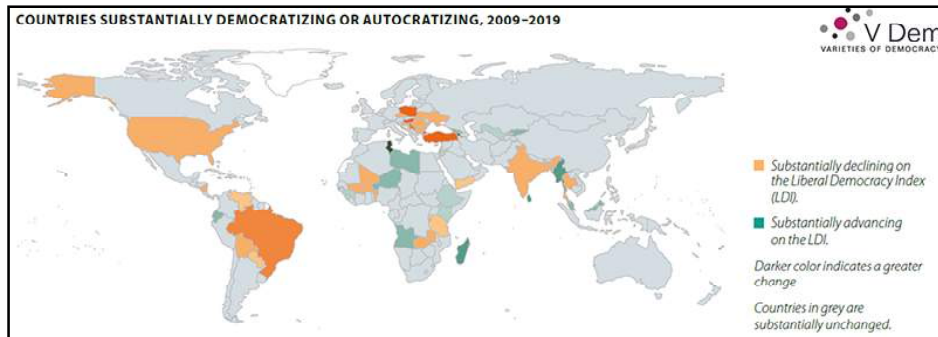 COUNTRIES SUBSTANTIALLY DEMOCRATIZING OR AUTOCRATIZING, 2009–2019
V Dem
VARIETIES OF DEMOCRACY
Substantially declining on
the Liberal Democracy Index
(LDI).
Substantially advancing
on the LDI.
Darker color indicates a greater
change
Countries in grey are
substantially unchanged.